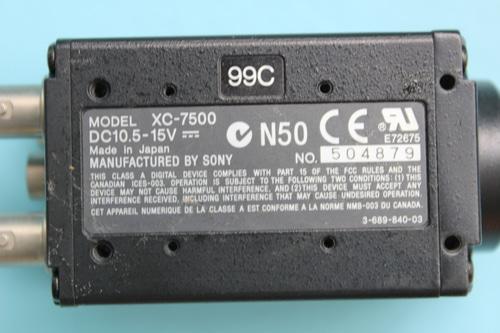 99C
MODEL XC-7500
DC10.5-15V
Made in Japan
MANUFACTURED BY SONY
N50
CE
E72675
NO. 504879
THIS CLASS A DIGITAL DEVICE COMPLIES WITH PART 15 OF THE FCC RULES AND THE
CANADIAN ICES-003. OPERATION IS SUBJECT TO THE FOLLOWING TWO CONDITIONS: (1) THIS
DEVICE MAY NOT CAUSE HARMFUL INTERFERENCE, AND (2) THIS DEVICE MUST ACCEPT ANY
INTERFERENCE RECEIVED, INCLUDING INTERFERENCE THAT MAY CAUSE UNDESIRED OPERATION.
CET APPAREIL NUMERIQUE DE LA CLASSE A EST CONFORME A LA NORME NMB-003 DU CANADA.
3-689-840-03